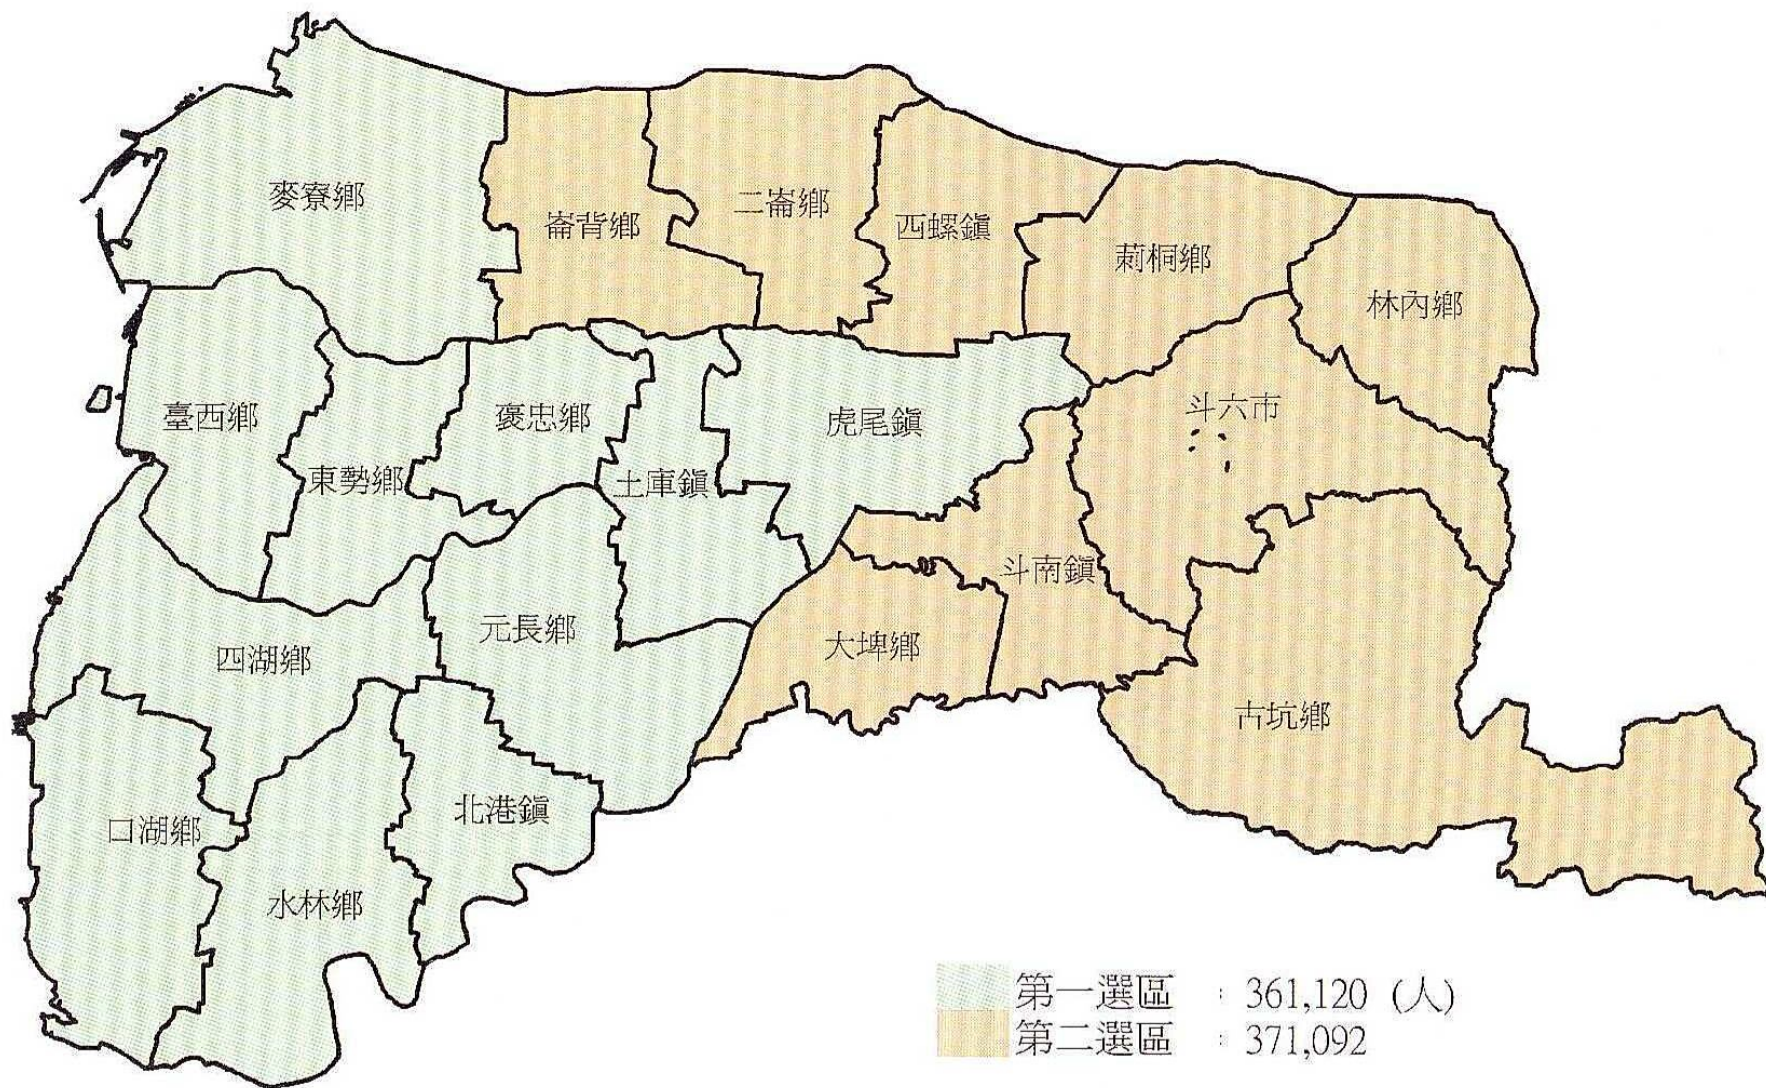 麥寮鄉
崙背鄉
二崙鄉
西螺鎮
莿桐鄉
林內鄉
臺西鄉
東勢鄉
褒忠鄉
土庫鎮
虎尾鎮
斗六市
斗南鎮
四湖鄉
元長鄉
大埤鄉
古坑鄉
口湖鄉
水林鄉
北港鎮
第一選區 : 361,120 (人)
第二選區 : 371,092